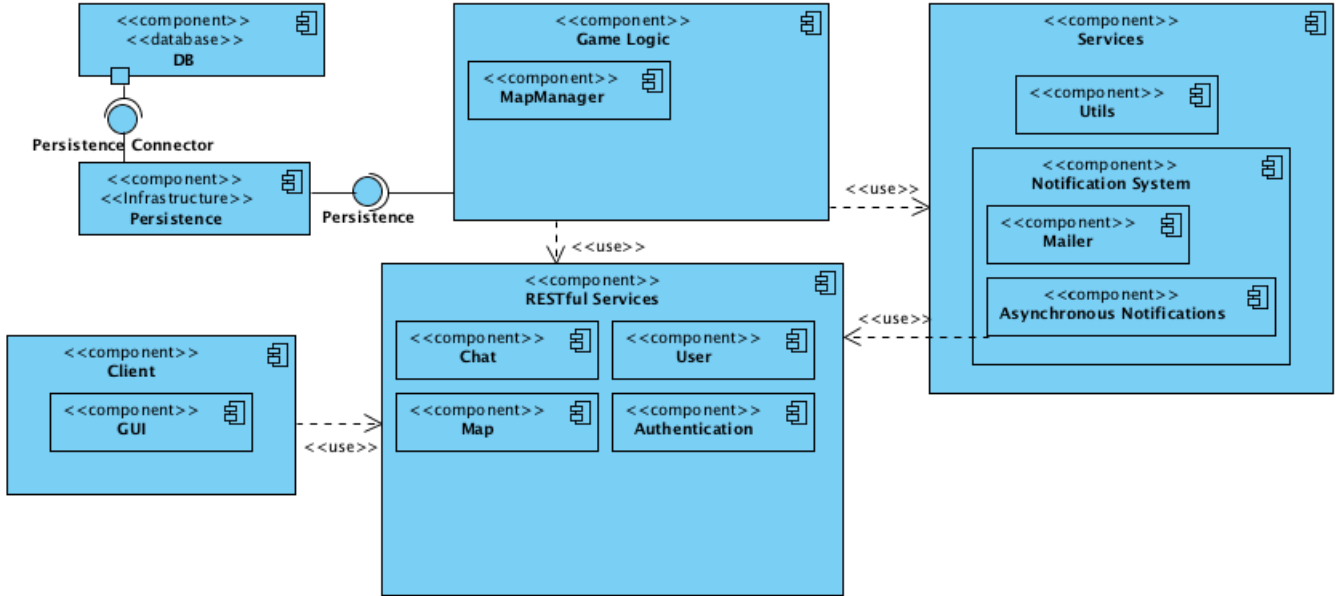 <<component>>
<<database>>
DB
Persistence Connector
<<component>>
<<Infrastructure>>
Persistence
Persistence
<<component>>
Game Logic
<<component>>
MapManager
<<use>>
<<use>>
<<component>>
Services
<<component>>
Utils
<<component>>
Notification System
<<component>>
Mailer
<<component>>
Asynchronous Notifications
<<use>>
<<component>>
RESTful Services
<<component>>
Chat
<<component>>
User
<<component>>
Map
<<component>>
Authentication
<<component>>
Client
<<component>>
GUI
<<use>>